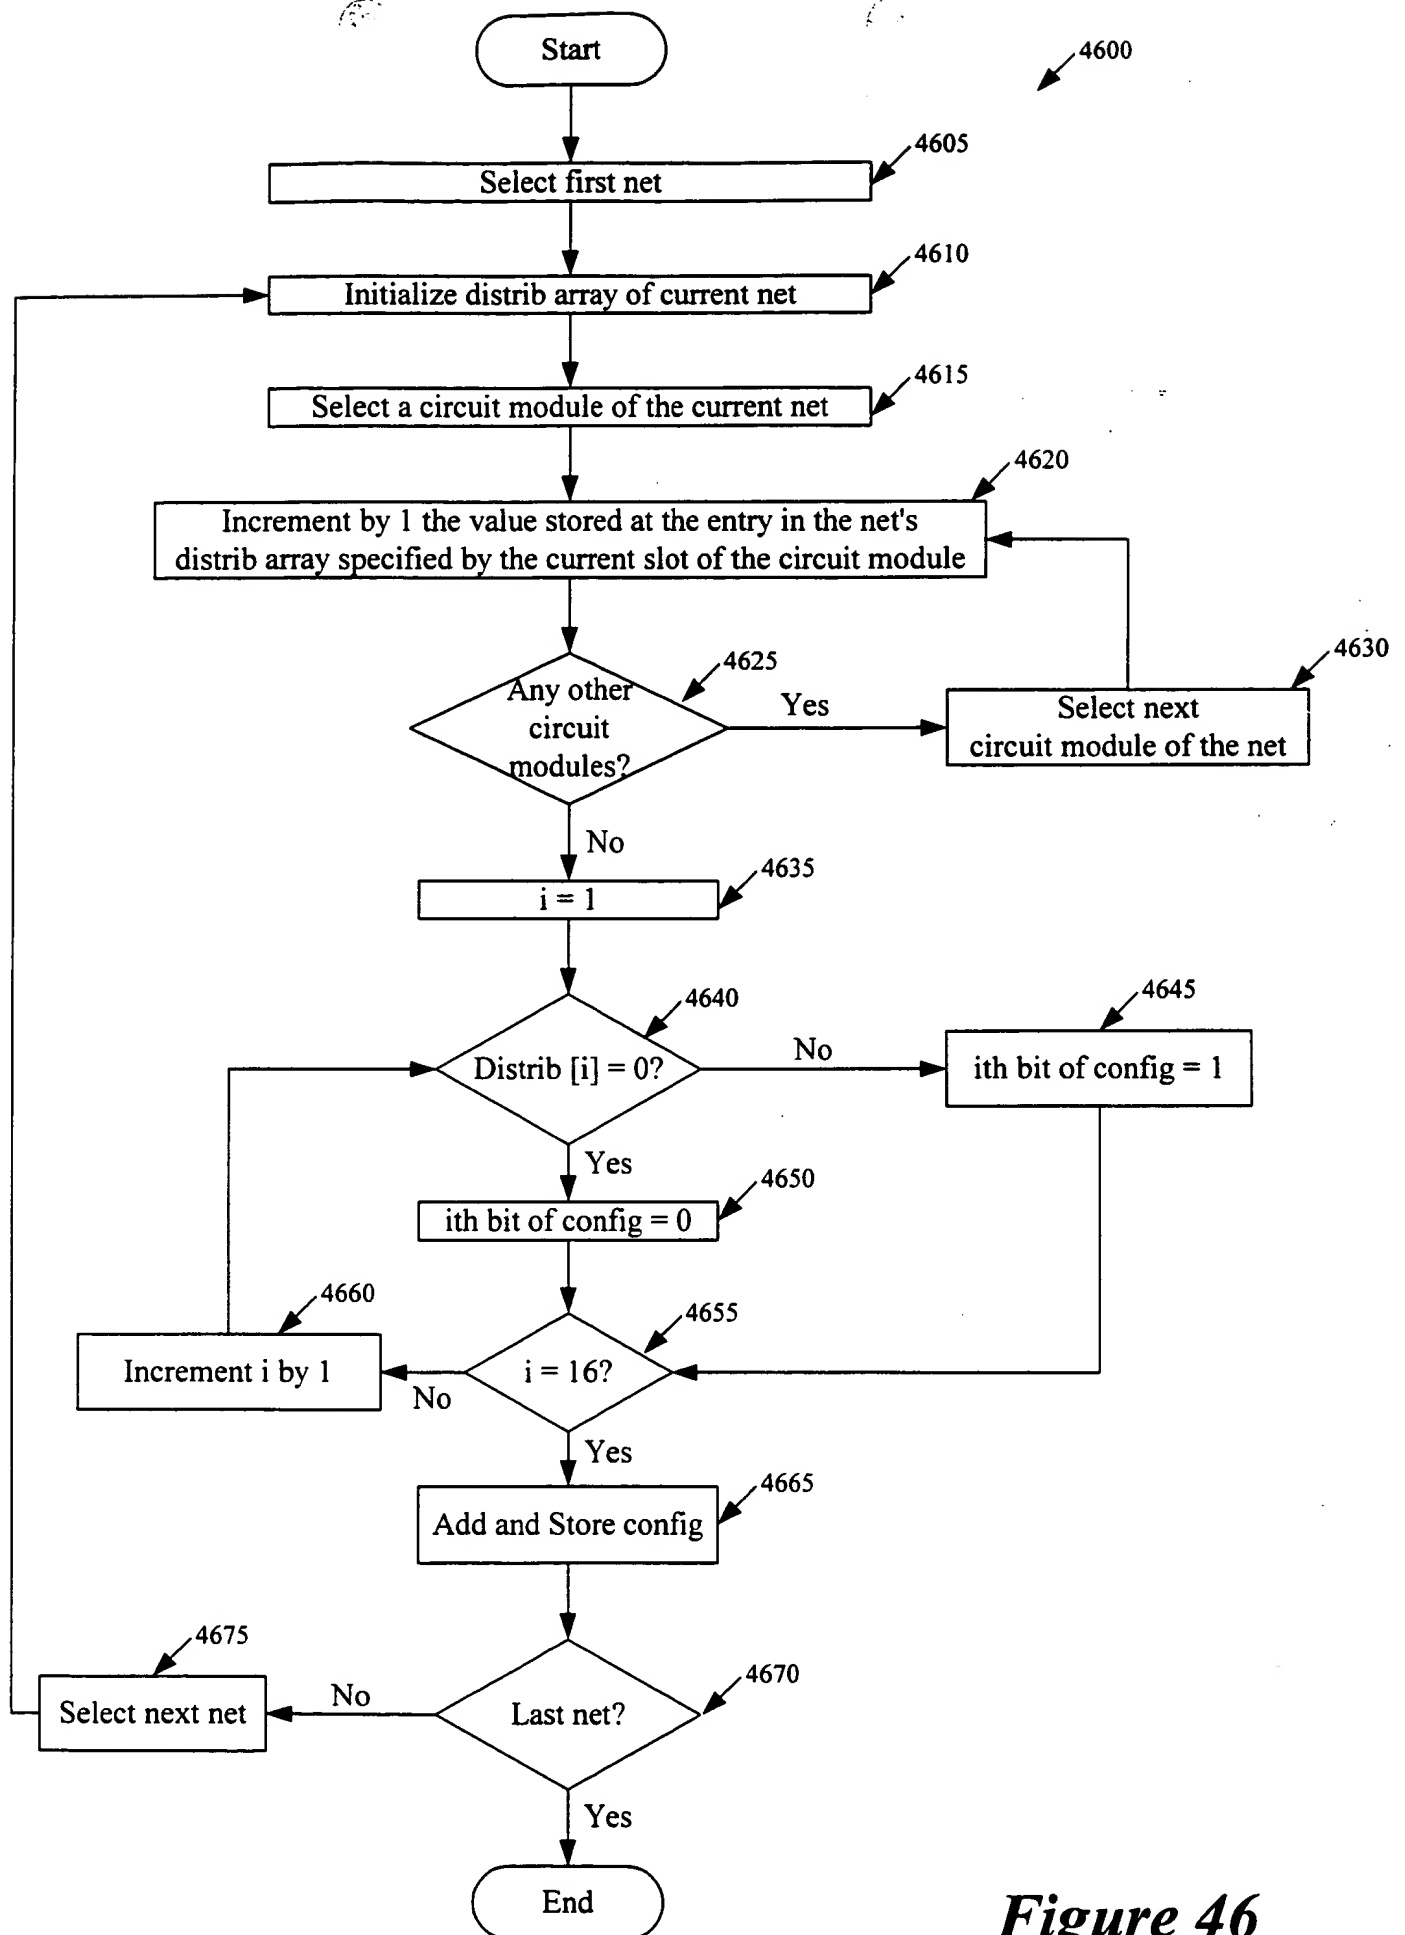 Start
4600
4605
Select first net
4610
Initialize distrib array of current net
4615
Select a circuit module of the current net
4620
Increment by 1 the value stored at the entry in the net's
distrib array specified by the current slot of the circuit module
4625
4630
Any other
circuit
modules?
Yes
Select next
circuit module of the net
No
4635
i = 1
4640
4645
Distrib [i] = 0?
No
ith bit of config = 1
Yes
4650
ith bit of config = 0
4660
4655
Increment i by 1
No
i = 16?
Yes
4665
Add and Store config
4675
4670
Select next net
No
Last net?
Yes
End
Figure 46